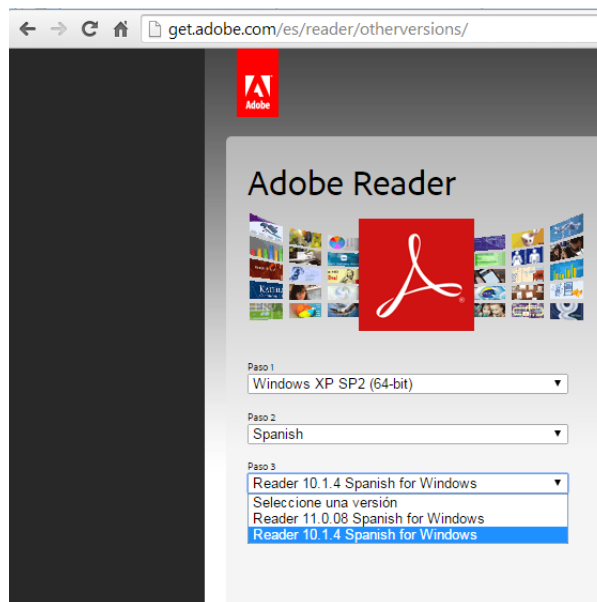 get.adobe.com/es/reader/otherversions/
Adobe
Adobe Reader
Paso 1
Windows XP SP2 (64-bit)
Paso 2
Spanish
Paso 3
Reader 10.1.4 Spanish for Windows
Seleccione una versión
Reader 11.0.08 Spanish for Windows
Reader 10.1.4 Spanish for Windows